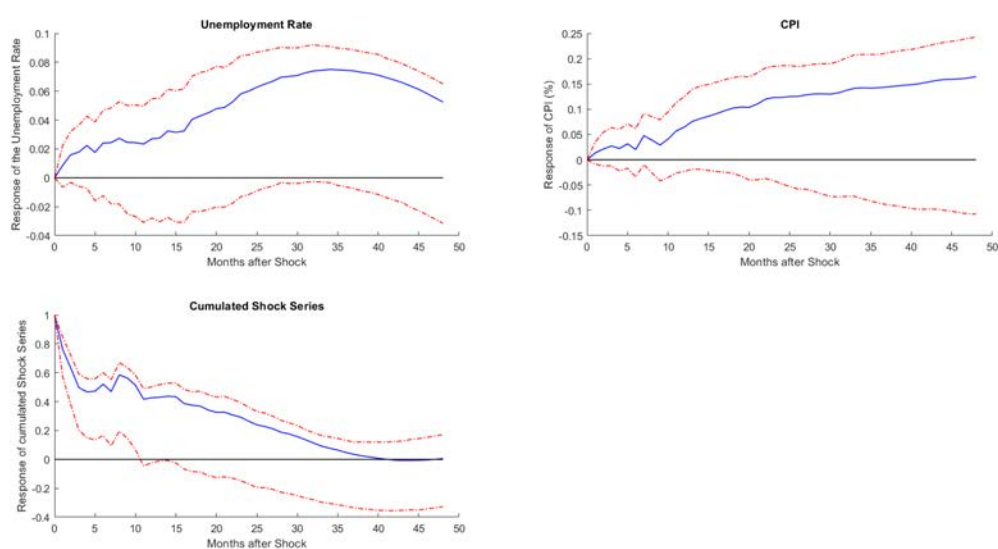 Unemployment Rate
Response of the Unemployment Rate
0.1
0.08
0.06
0.04
0.02
0
-0.02
-0.04
0 5 10 15 20 25 30 35 40 45 50
Months after Shock
CPI
Response of CPI (%)
0.25
0.2
0.15
0.1
0.05
0
-0.05
-0.1
-0.15
0 5 10 15 20 25 30 35 40 45 50
Months after Shock
Cumulated Shock Series
Response of cumulated Shock Series
1
0.8
0.6
0.4
0.2
0
-0.2
-0.4
0 5 10 15 20 25 30 35 40 45 50
Months after Shock